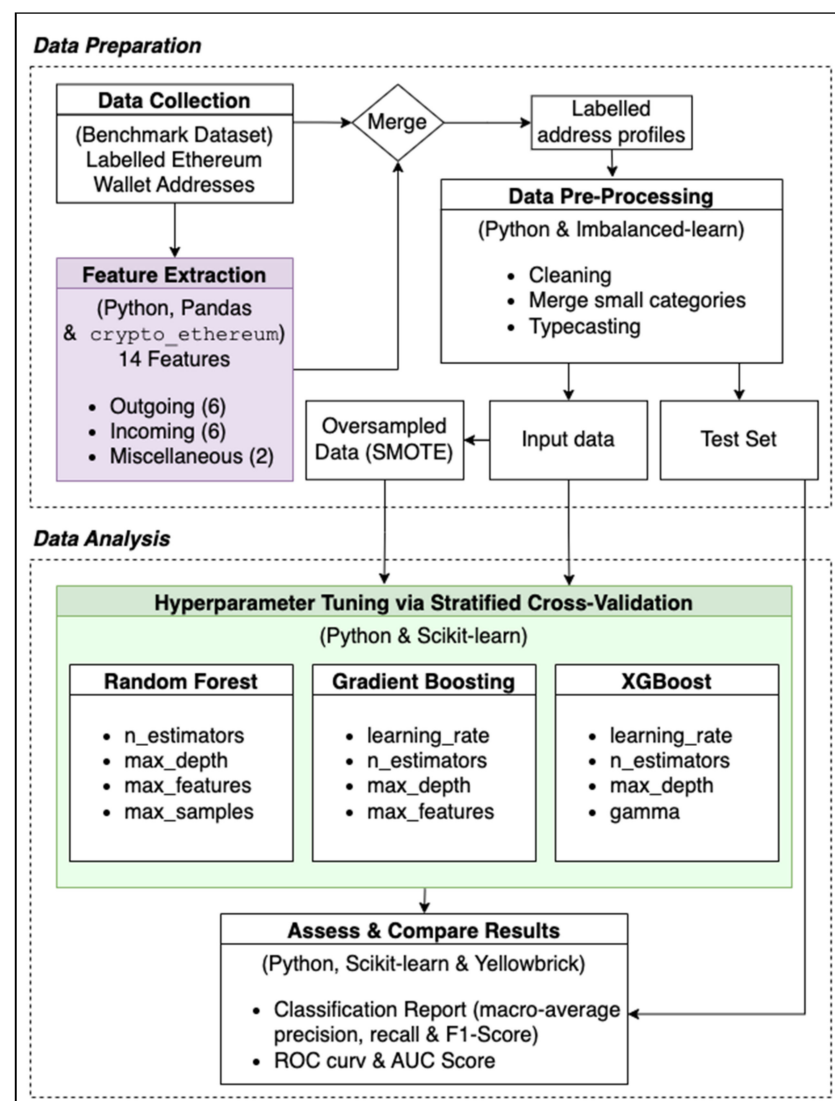 Data Preparation
Data Collection
(Benchmark Dataset)
Labelled Ethereum
Wallet Addresses
Merge
Labelled
address profiles
Feature Extraction
(Python, Pandas
& crypto_ethereum)
14 Features
• Outgoing (6)
• Incoming (6)
• Miscellaneous (2)
Data Pre-Processing
(Python & Imbalanced-learn)
• Cleaning
• Merge small categories
• Typecasting
Oversampled
Data (SMOTE)
Input data
Test Set
Data Analysis
Hyperparameter Tuning via Stratified Cross-Validation
(Python & Scikit-learn)
Random Forest
• n_estimators
• max_depth
• max_features
• max_samples
Gradient Boosting
• learning_rate
• n_estimators
• max_depth
• max_features
XGBoost
• learning_rate
• n_estimators
• max_depth
• gamma
Assess & Compare Results
(Python, Scikit-learn & Yellowbrick)
• Classification Report (macro-average
precision, recall & F1-Score)
• ROC curv & AUC Score